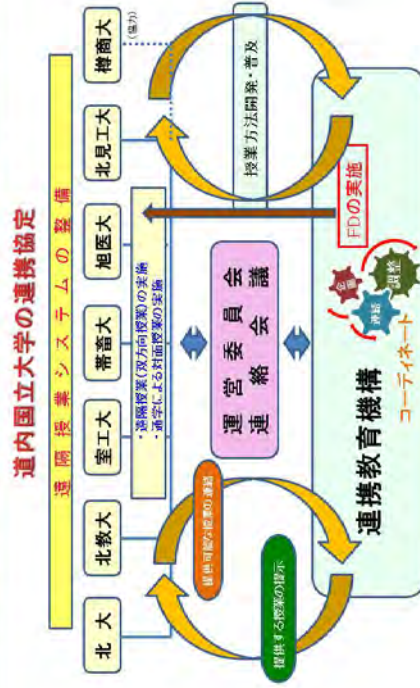 道内国立大学の連携協定
遠隔授業システムの整備
北 大
北教大
室工大
帯畜大
旭医大
北見工大
樽商大
(協力)
・遠隔授業(双方向授業)の実施
・通学による対面授業の実施
提供可能な授業の連絡
提供する授業の提示
運営委員会
連絡会議
授業方法開発・普及
FDの実施
連携教育機構
企画
連絡
調整
コーディネート